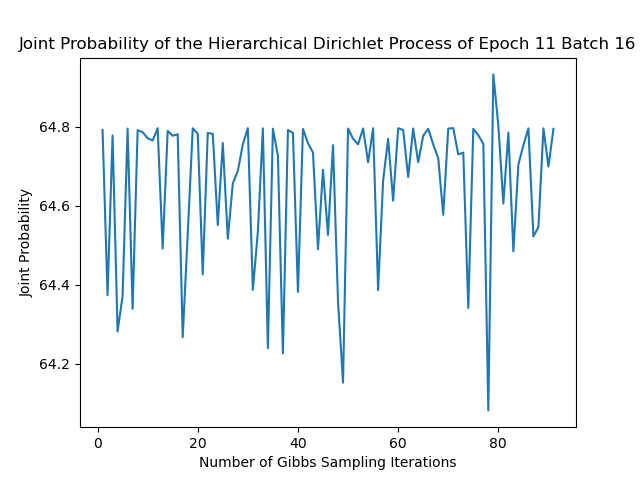 Joint Probability of the Hierarchical Dirichlet Process of Epoch 11 Batch 16
64.8
64.6
64.4
64.2
Joint Probability
0 20 40 60 80
Number of Gibbs Sampling Iterations